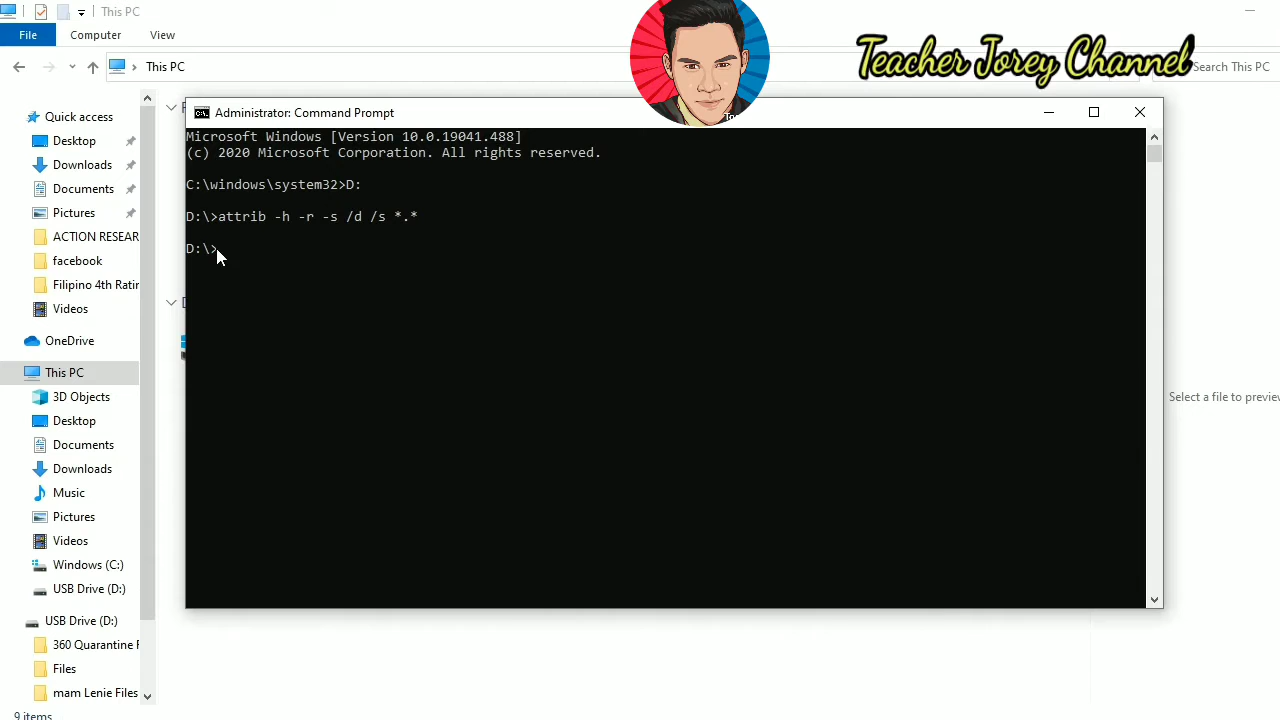 This PC
File
Computer
View
This PC
Search This PC
Teacher Jorey Channel
Administrator: Command Prompt
Microsoft Windows [Version 10.0.19041.488]
(c) 2020 Microsoft Corporation. All rights reserved.
C:\windows\system32>D:
D:\>attrib -h -r -s /d /s *.*
D:\>
Quick access
Desktop
Downloads
Documents
Pictures
ACTION RESEAR
facebook
Filipino 4th Ratin
Videos
OneDrive
This PC
3D Objects
Desktop
Documents
Downloads
Music
Pictures
Videos
Windows (C:)
USB Drive (D:)
USB Drive (D:)
360 Quarantine F
Files
mam Lenie Files
9 items
Select a file to preview